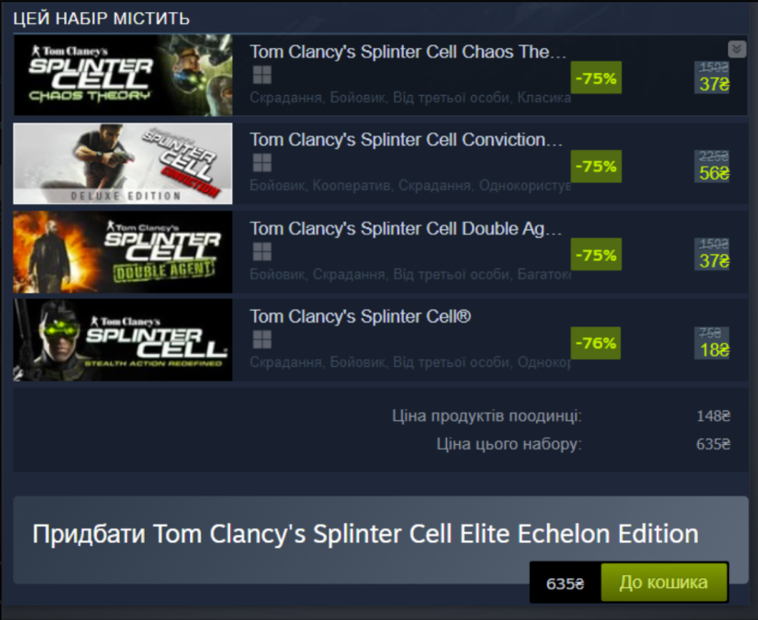 ЦЕЙ НАБІР МІСТИТЬ
Tom Clancy's
SPLINTER
CELL
CHAOS THEORY
Tom Clancy's Splinter Cell Chaos The...
-75%
150₴
37₴
Скрадання, Бойовик, Від третьої особи, Класика
SPLINTER
CELL
CONVICTION
DELUXE EDITION
Tom Clancy's Splinter Cell Conviction...
-75%
225₴
56₴
Бойовик, Кооператив, Скрадання, Однокористув
Tom Clancy's
SPLINTER
CELL
DOUBLE AGENT
Tom Clancy's Splinter Cell Double Ag...
-75%
150₴
37₴
Бойовик, Скрадання, Від третьої особи, Багаток
Tom Clancy's
SPLINTER
CELL
STEALTH ACTION REDEFINED
Tom Clancy's Splinter Cell®
-76%
75₴
18₴
Скрадання, Бойовик, Від третьої особи, Однокор
Ціна продуктів поодинці: 148₴
Ціна цього набору: 635₴
Придбати Tom Clancy's Splinter Cell Elite Echelon Edition
635₴ До кошика